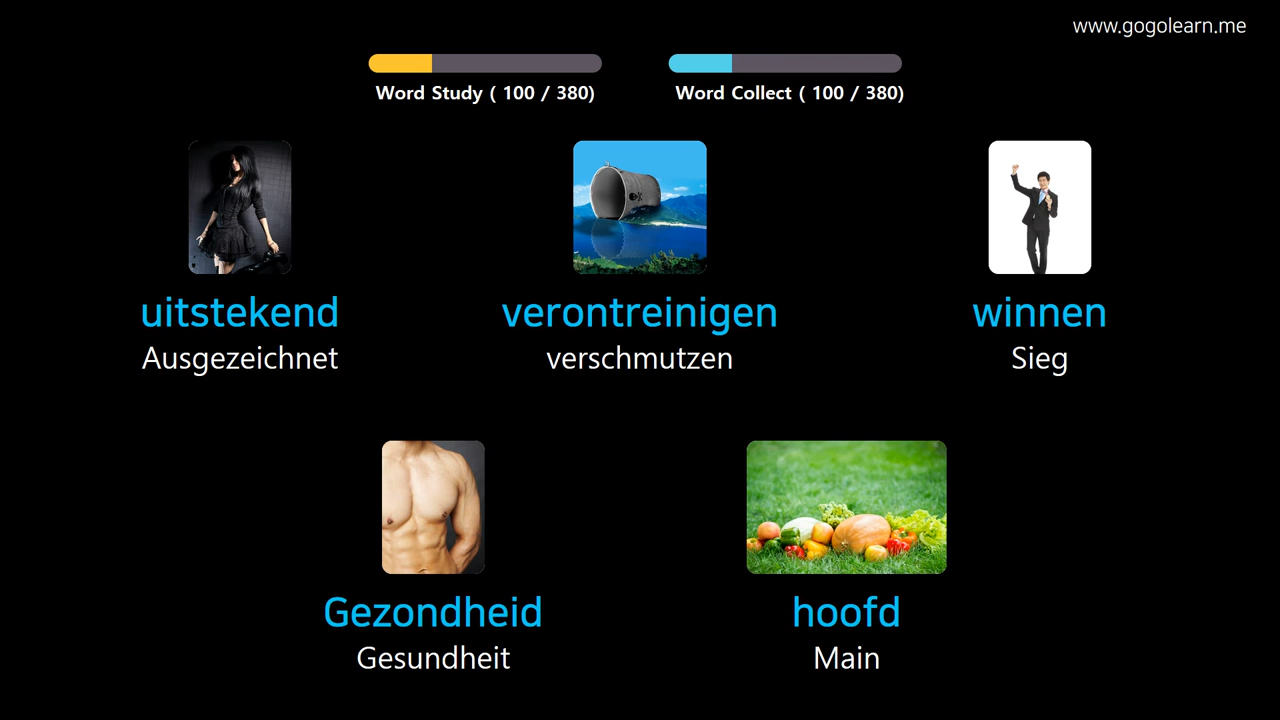 www.gogolearn.me
Word Study ( 100 / 380)
Word Collect ( 100 / 380)
uitstekend
Ausgezeichnet
verontreinigen
verschmutzen
winnen
Sieg
Gezondheid
Gesundheit
hoofd
Main